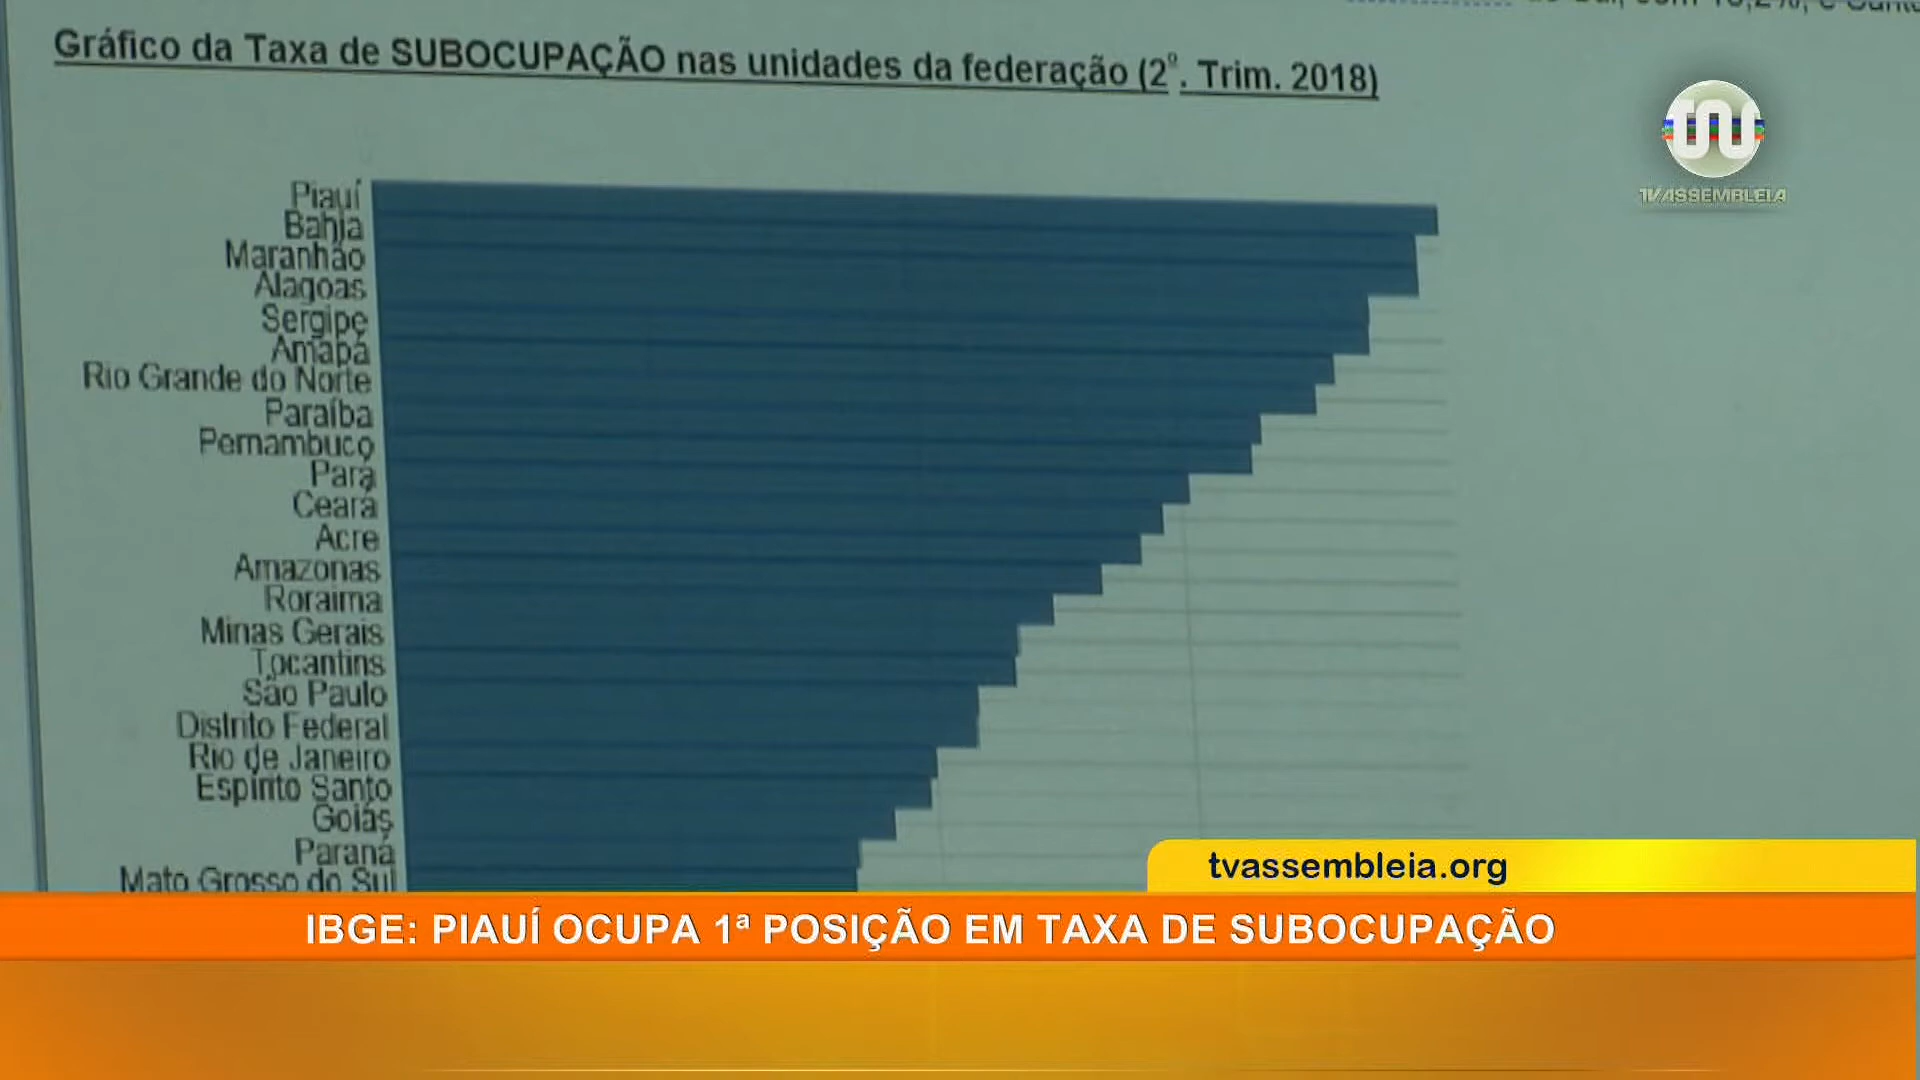 Gráfico da Taxa de SUBOCUPAÇÃO nas unidades da federação (2º. Trim. 2018)
TVASSEMBLEIA
Piauí
Bahia
Maranhão
Alagoas
Sergipe
Amapá
Rio Grande do Norte
Paraíba
Pernambuco
Pará
Ceará
Acre
Amazonas
Roraima
Minas Gerais
Tocantins
São Paulo
Distrito Federal
Rio de Janeiro
Espírito Santo
Goiás
Paraná
Mato Grosso do Sul
tvassembleia.org
IBGE: PIAUÍ OCUPA 1ª POSIÇÃO EM TAXA DE SUBOCUPAÇÃO